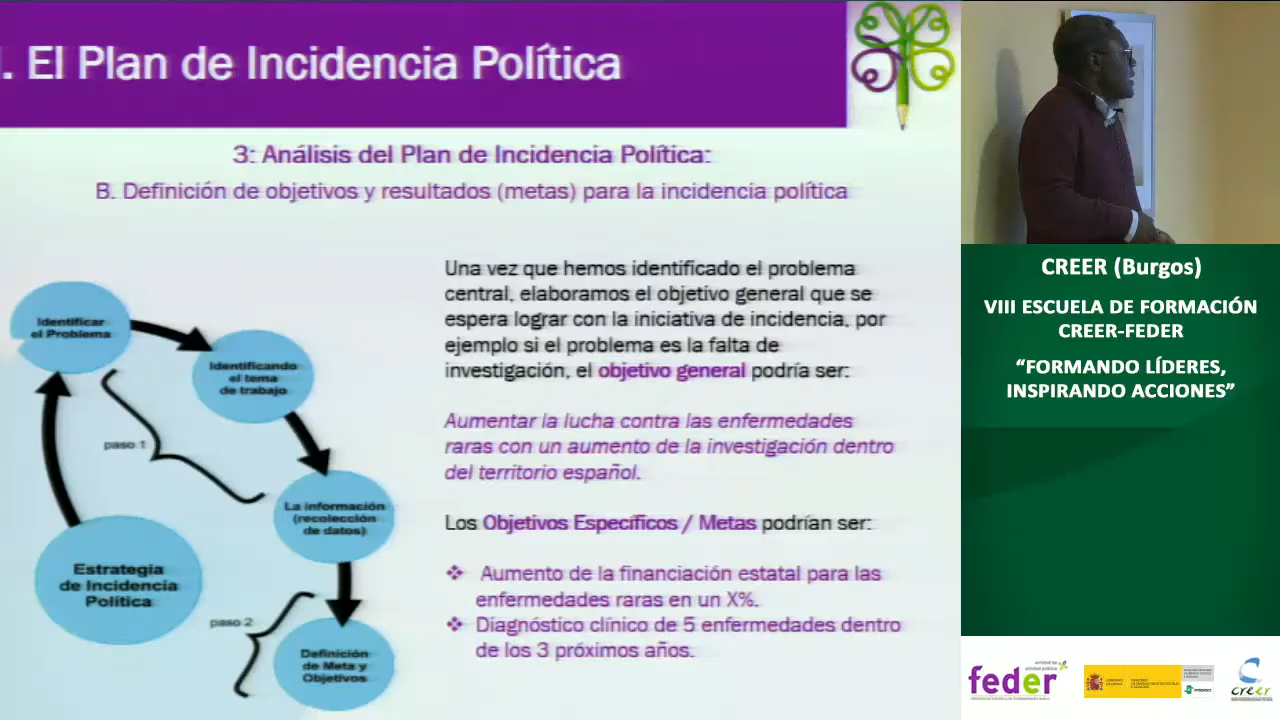 . El Plan de Incidencia Política
3: Análisis del Plan de Incidencia Política:
B. Definición de objetivos y resultados (metas) para la incidencia política
Identificar
el Problema
Identificando
el tema
de trabajo
paso 1
La información
(recolección
de datos)
Estrategia
de Incidencia
Política
paso 2
Definición
de Meta y
Objetivos
Una vez que hemos identificado el problema
central, elaboramos el objetivo general que se
espera lograr con la iniciativa de incidencia, por
ejemplo si el problema es la falta de
investigación, el objetivo general podría ser:
Aumentar la lucha contra las enfermedades
raras con un aumento de la investigación dentro
del territorio español.
Los Objetivos Específicos / Metas podrían ser:
❖ Aumento de la financiación estatal para las
enfermedades raras en un X%.
❖ Diagnóstico clínico de 5 enfermedades dentro
de los 3 próximos años.
CREER (Burgos)
VIII ESCUELA DE FORMACIÓN
CREER-FEDER
“FORMANDO LÍDERES,
INSPIRANDO ACCIONES”
feder
imserso
creer